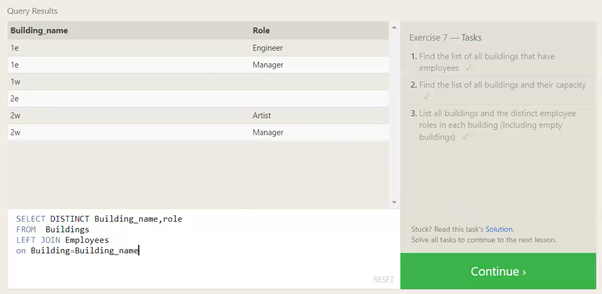 Query Results
Building_name Role
1e Engineer
1e Manager
1w
2e
2w Artist
2w Manager
SELECT DISTINCT Building_name,role
FROM  Buildings
LEFT JOIN Employees
on Building=Building_name
RESET
Exercise 7 — Tasks
1. Find the list of all buildings that have
employees ✓
2. Find the list of all buildings and their capacity
✓
3. List all buildings and the distinct employee
roles in each building (including empty
buildings) ✓
Stuck? Read this task's Solution.
Solve all tasks to continue to the next lesson.
Continue ›